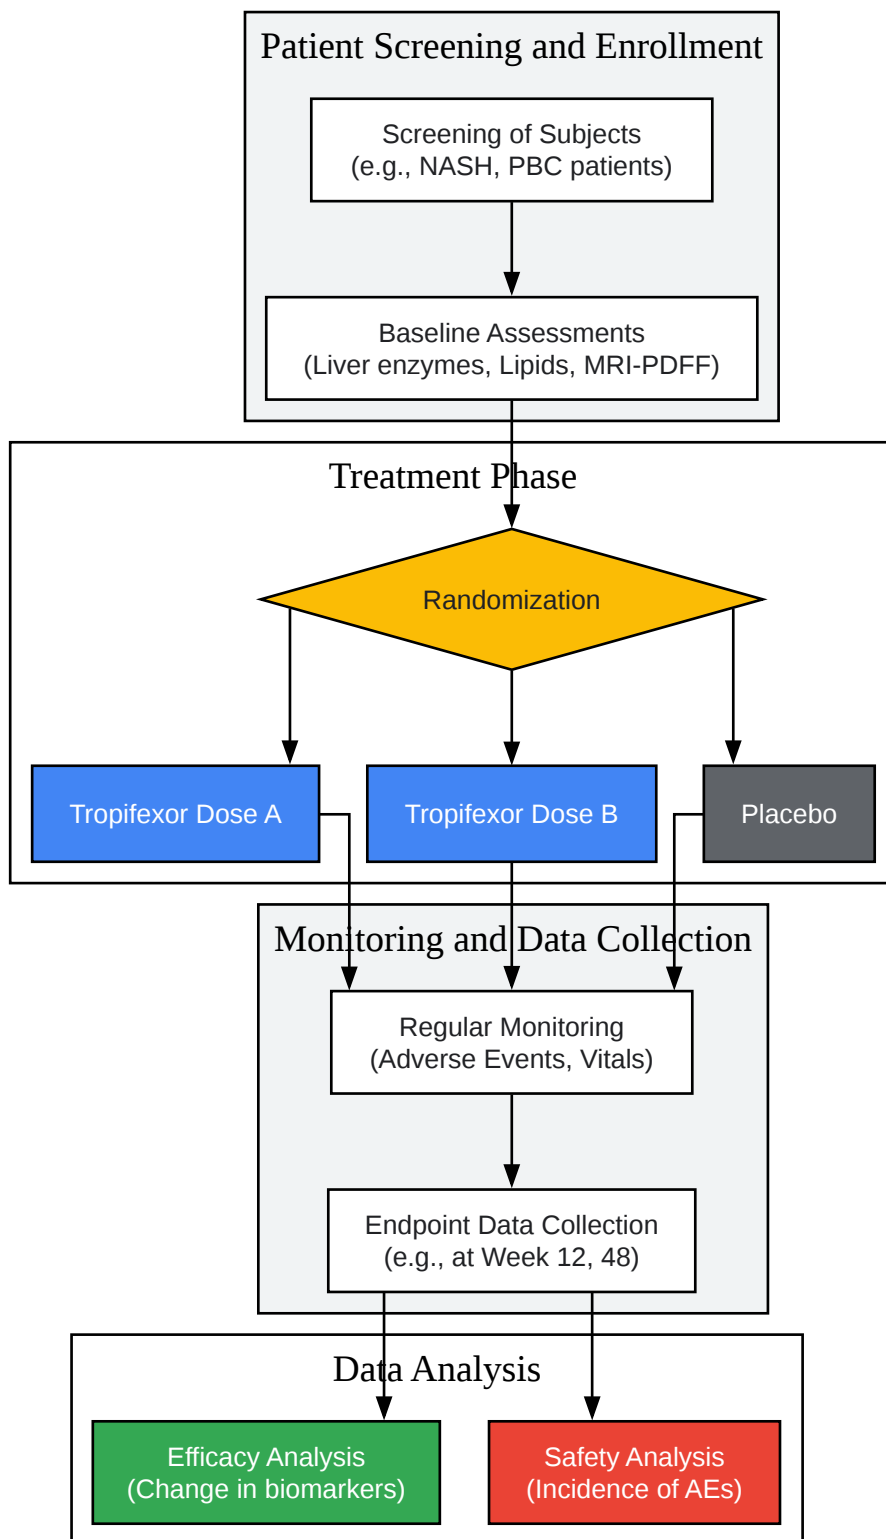 Patient Screening and Enrollment
Screening of Subjects
(e.g., NASH, PBC patients)
Baseline Assessments
(Liver enzymes, Lipids, MRI-PDFF)
Treatment Phase
Randomization
Tropifexor Dose A
Tropifexor Dose B
Placebo
Monitoring and Data Collection
Regular Monitoring
(Adverse Events, Vitals)
Endpoint Data Collection
(e.g., at Week 12, 48)
Data Analysis
Efficacy Analysis
(Change in biomarkers)
Safety Analysis
(Incidence of AEs)